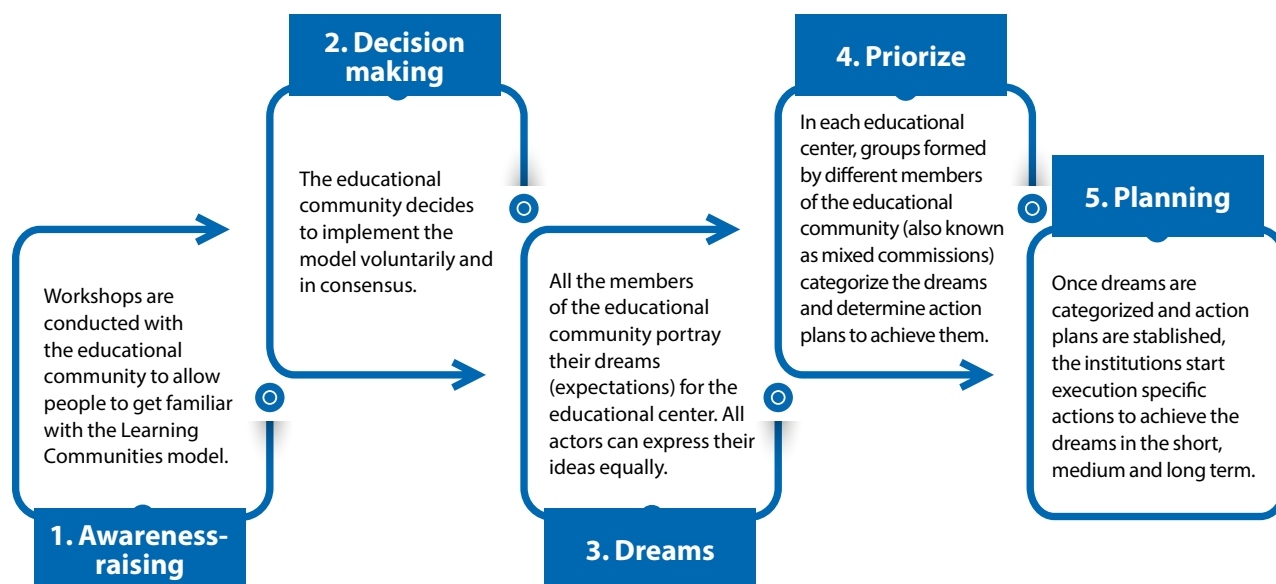 1. Awareness-
raising
Workshops are
conducted with
the educational
community to allow
people to get familiar
with the Learning
Communities model.
2. Decision
making
The educational
community decides
to implement the
model voluntarily and
in consensus.
3. Dreams
All the members
of the educational
community portray
their dreams
(expectations) for the
educational center. All
actors can express their
ideas equally.
4. Priorize
In each educational
center, groups formed
by different members
of the educational
community (also known
as mixed commissions)
categorize the dreams
and determine action
plans to achieve them.
5. Planning
Once dreams are
categorized and action
plans are stablished,
the institutions start
execution specific
actions to achieve the
dreams in the short,
medium and long term.